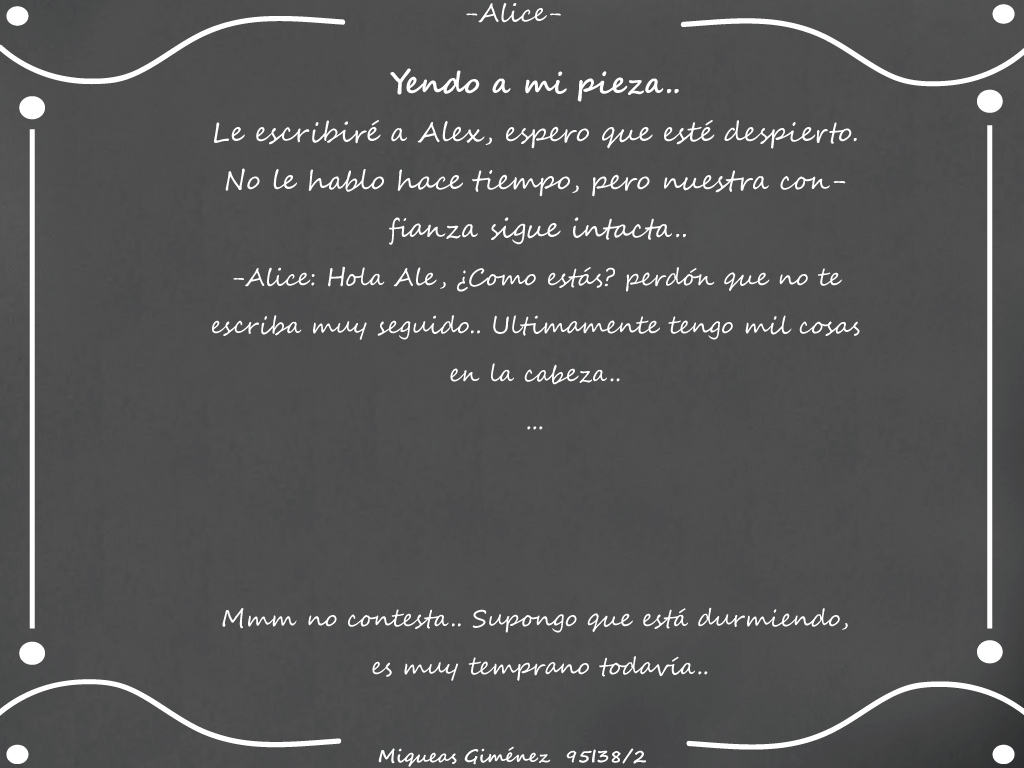 -Alice-
Yendo a mi pieza..
Le escribiré a Alex, espero que esté despierto.
No le hablo hace tiempo, pero nuestra con-
fianza sigue intacta..
-Alice: Hola Ale, ¿Como estás? perdón que no te
escriba muy seguido.. Ultimamente tengo mil cosas
en la cabeza..
...
Mmm no contesta.. Supongo que está durmiendo,
es muy temprano todavía..
Miqueas Giménez 95138/2